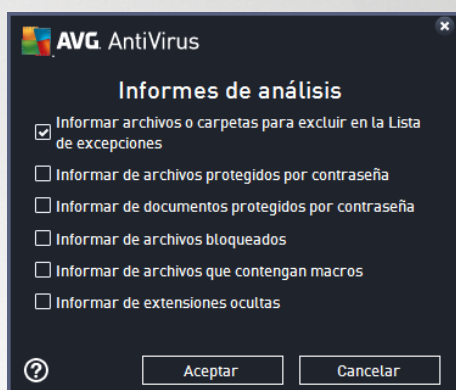 AVG. AntiVirus
Informes de análisis
Informar archivos o carpetas para excluir en la Lista
de excepciones
Informar de archivos protegidos por contraseña
Informar de documentos protegidos por contraseña
Informar de archivos bloqueados
Informar de archivos que contengan macros
Informar de extensiones ocultas
?
Aceptar
Cancelar